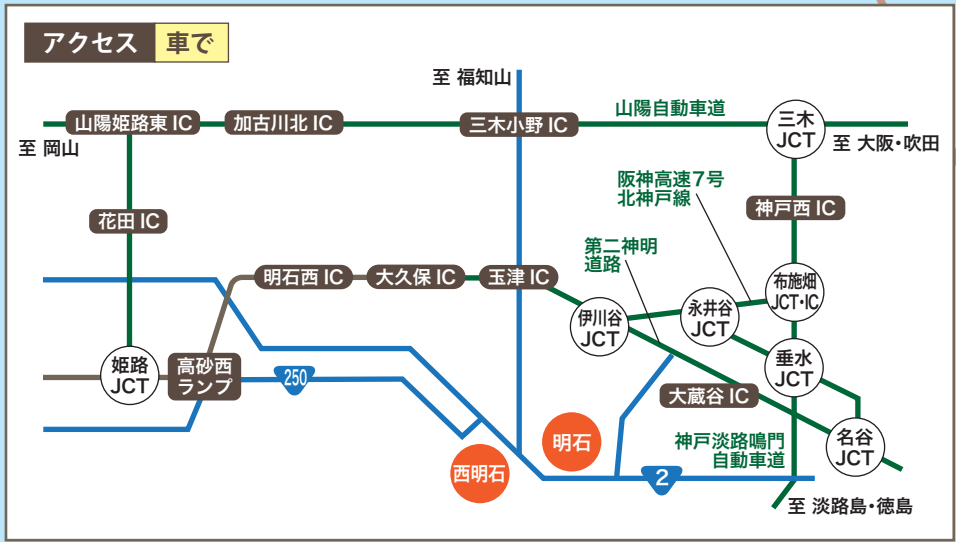 アクセス 車で
至 福知山
山陽姫路東 IC
加古川北 IC
三木小野 IC
山陽自動車道
三木
JCT
至 岡山
至 大阪・吹田
阪神高速7号
北神戸線
神戸西 IC
花田 IC
第二神明
道路
明石西 IC
大久保 IC
玉津 IC
布施畑
JCT・IC
伊川谷
JCT
永井谷
JCT
姫路
JCT
高砂西
ランプ
250
垂水
JCT
大蔵谷 IC
明石
神戸淡路鳴門
自動車道
名谷
JCT
西明石
2
至 淡路島・徳島